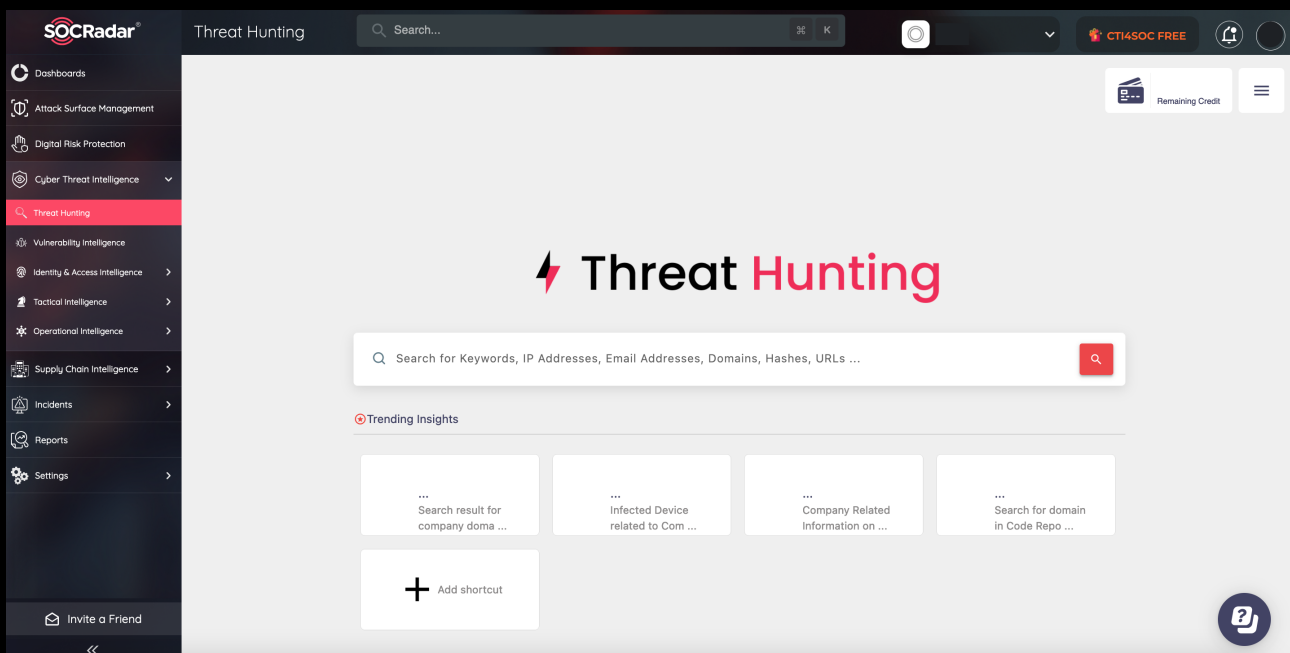 SOCRadar®
Threat Hunting
Search...
⌘ K
CTI4SOC FREE
Dashboards
Attack Surface Management
Digital Risk Protection
Cyber Threat Intelligence
Threat Hunting
Vulnerability Intelligence
Identity & Access Intelligence
Tactical Intelligence
Operational Intelligence
Supply Chain Intelligence
Incidents
Reports
Settings
Invite a Friend
Remaining Credit
Threat Hunting
Search for Keywords, IP Addresses, Email Addresses, Domains, Hashes, URLs ...
Trending Insights
...
Search result for
company doma ...
...
Infected Device
related to Com ...
...
Company Related
Information on ...
...
Search for domain
in Code Repo ...
Add shortcut